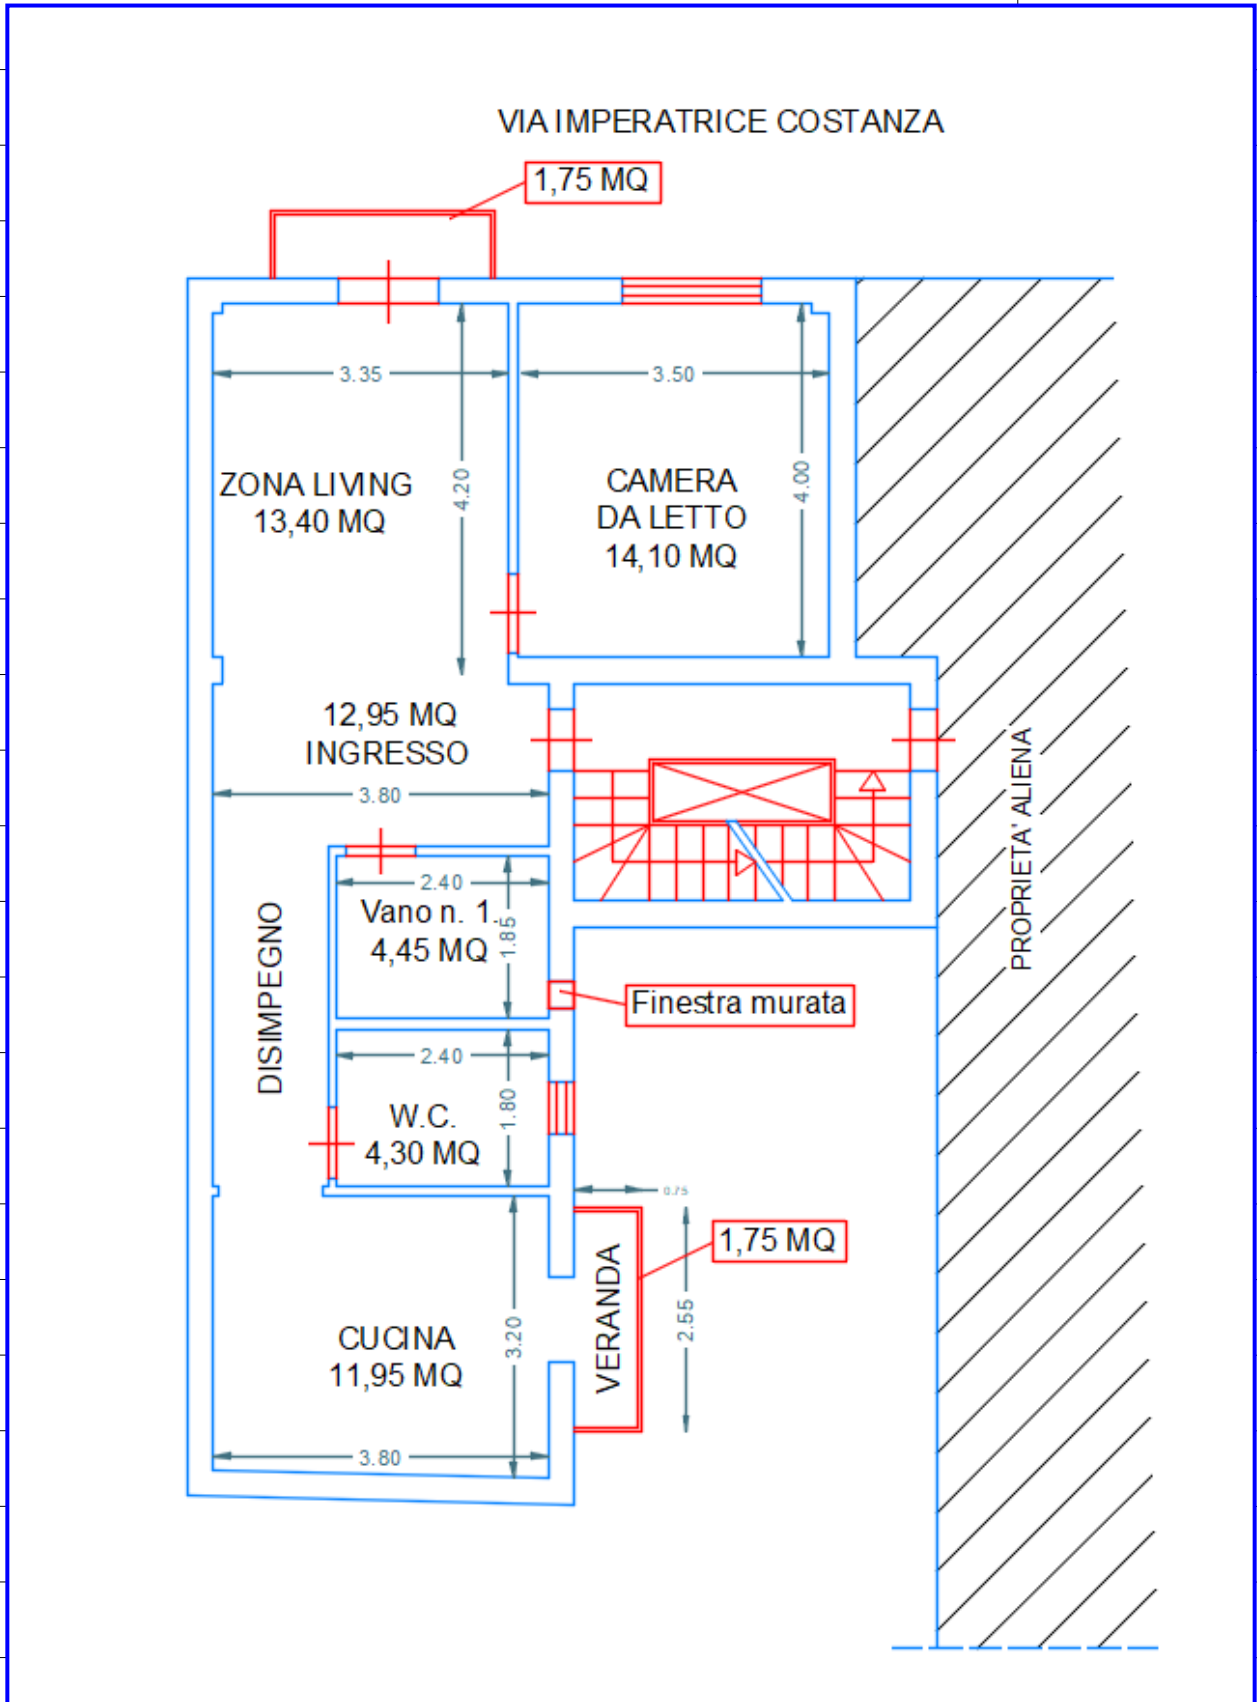 VIA IMPERATRICE COSTANZA
1,75 MQ
3.35
3.50
4.20
4.00
ZONA LIVING
13,40 MQ
CAMERA
DA LETTO
14,10 MQ
12,95 MQ
INGRESSO
3.80
PROPRIETA' ALIENA
2.40
Vano n. 1.
4,45 MQ
1.85
DISIMPEGNO
Finestra murata
2.40
W.C.
4,30 MQ
1.80
0.75
1,75 MQ
VERANDA
2.55
CUCINA
11,95 MQ
3.20
3.80